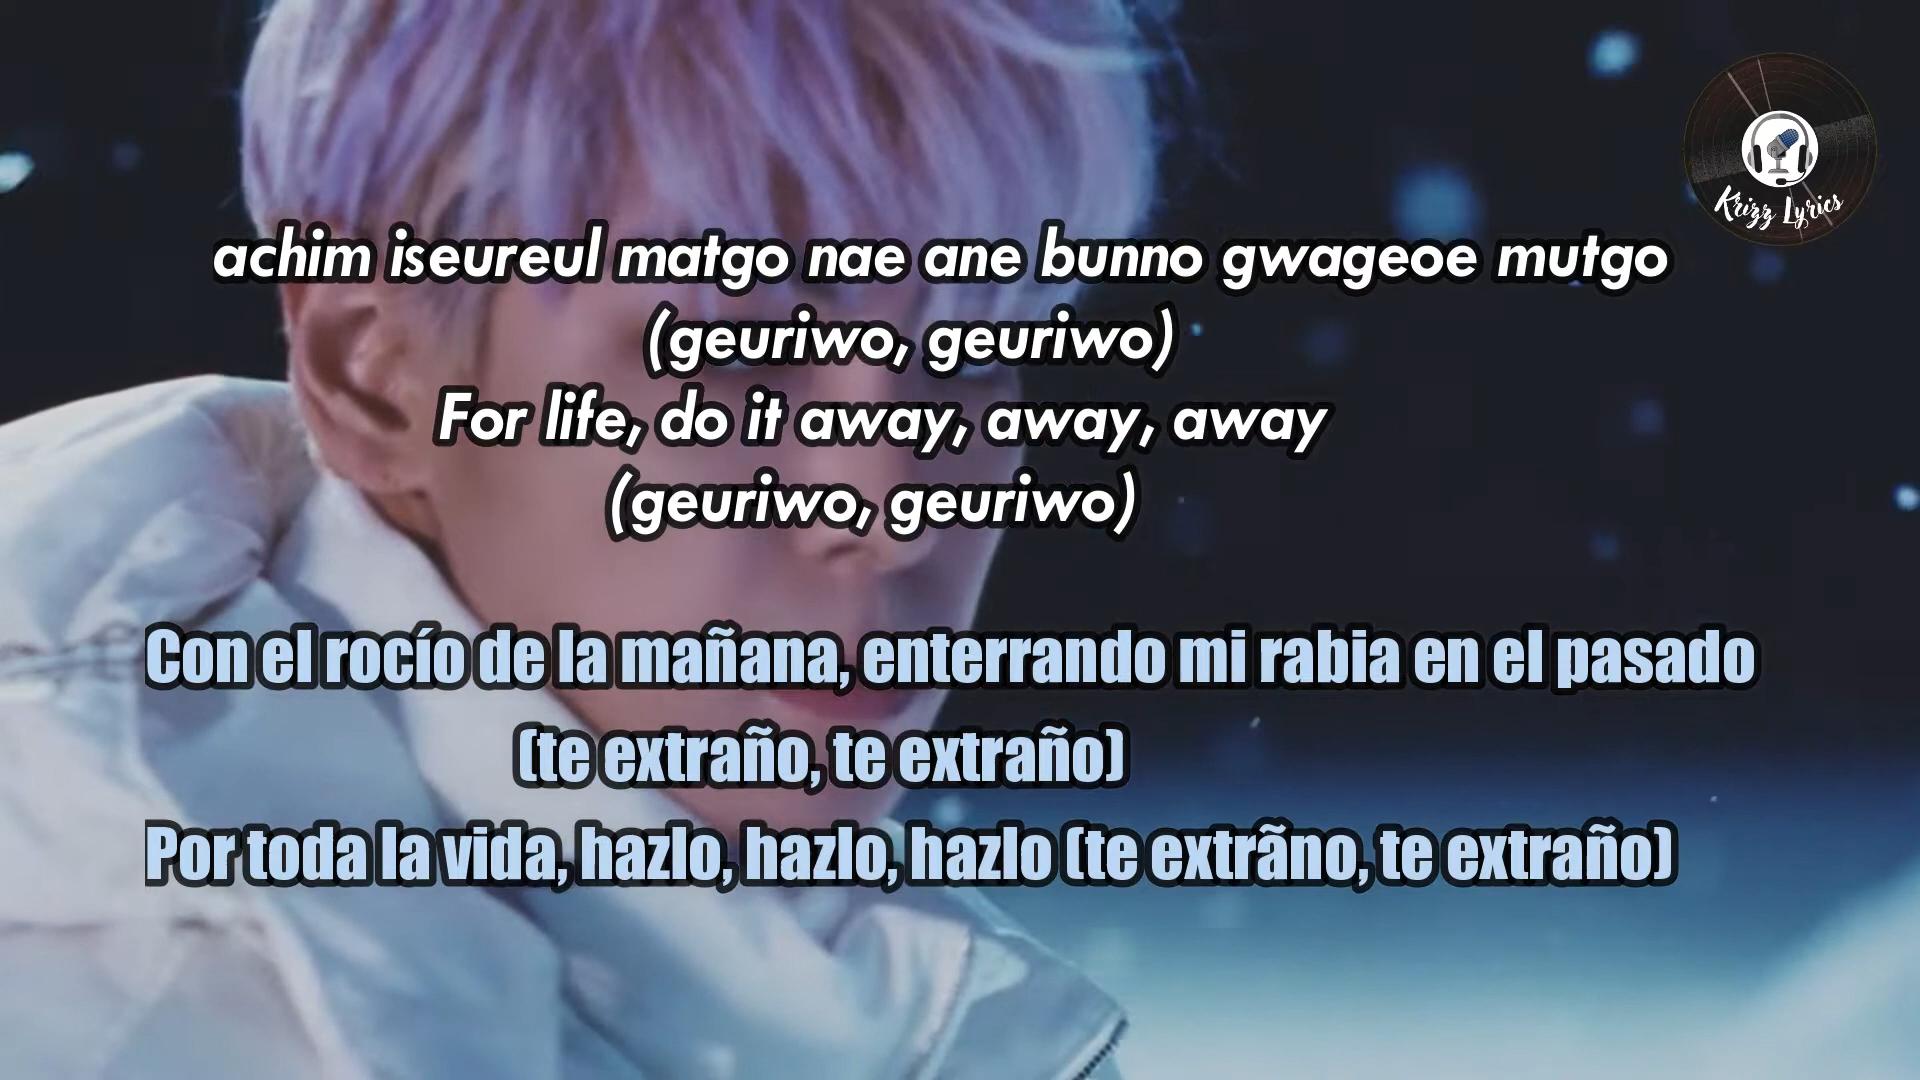 Krizz Lyrics
achim iseureul matgo nae ane bunno gwageoe mutgo
(geuriwo, geuriwo)
For life, do it away, away, away
(geuriwo, geuriwo)
Con el rocío de la mañana, enterrando mi rabia en el pasado
(te extraño, te extraño)
Por toda la vida, hazlo, hazlo, hazlo (te extrãno, te extraño)